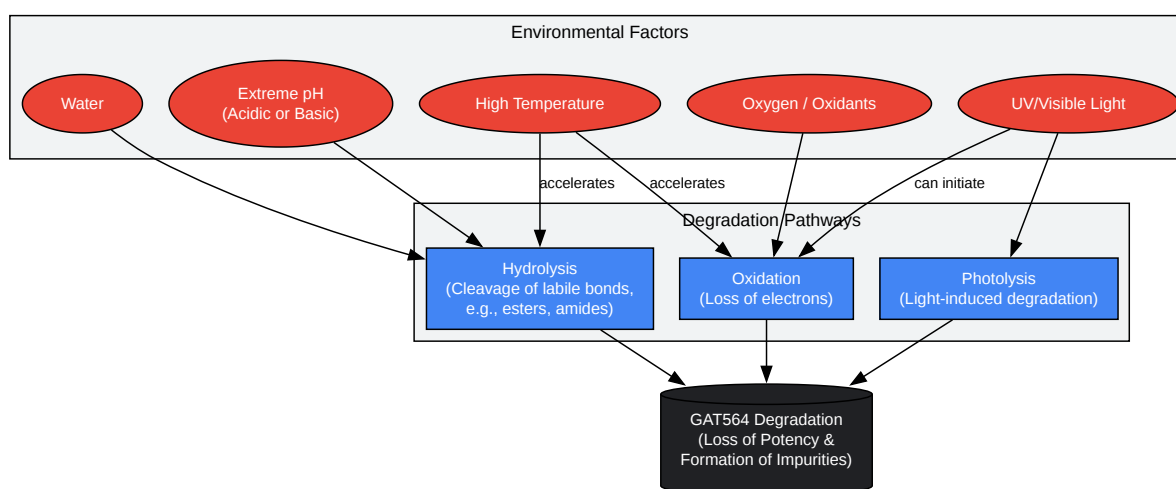 Environmental Factors
Water
Extreme pH
(Acidic or Basic)
High Temperature
Oxygen / Oxidants
UV/Visible Light
accelerates
accelerates
can initiate
Degradation Pathways
Hydrolysis
(Cleavage of labile bonds,
e.g., esters, amides)
Oxidation
(Loss of electrons)
Photolysis
(Light-induced degradation)
GAT564 Degradation
(Loss of Potency &
Formation of Impurities)